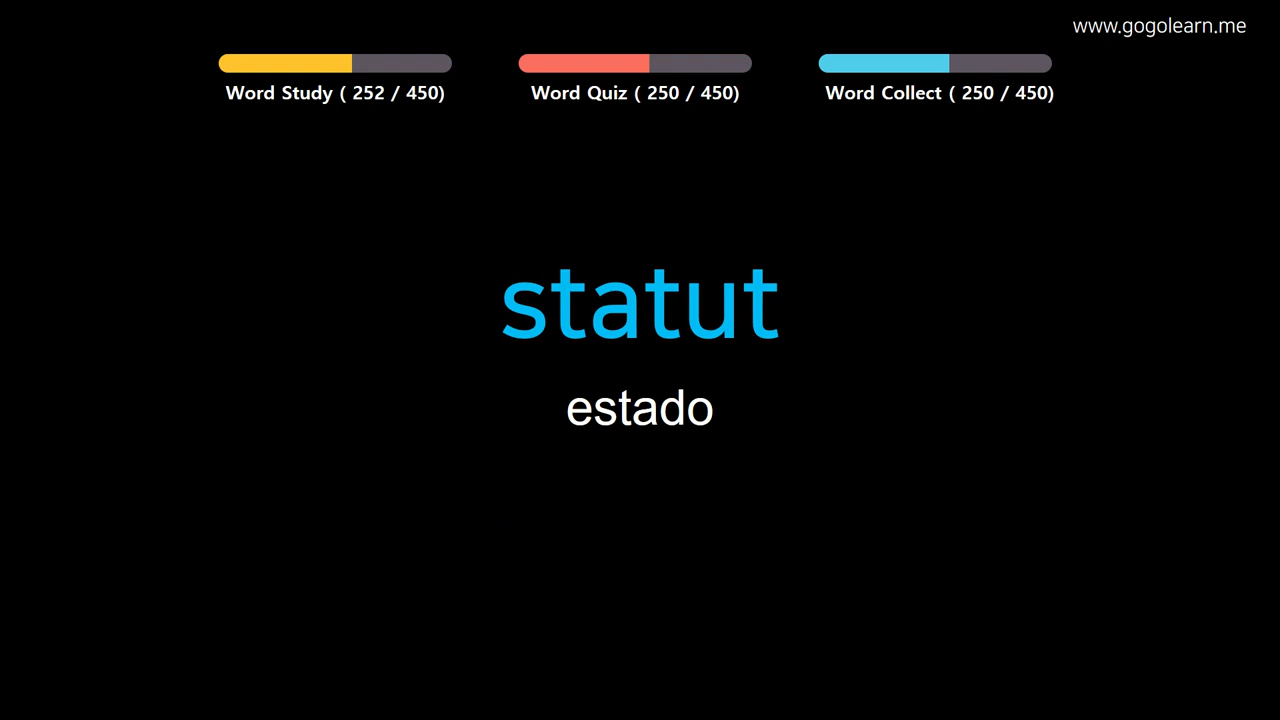 www.gogolearn.me
Word Study ( 252 / 450)
Word Quiz ( 250 / 450)
Word Collect ( 250 / 450)
statut
estado